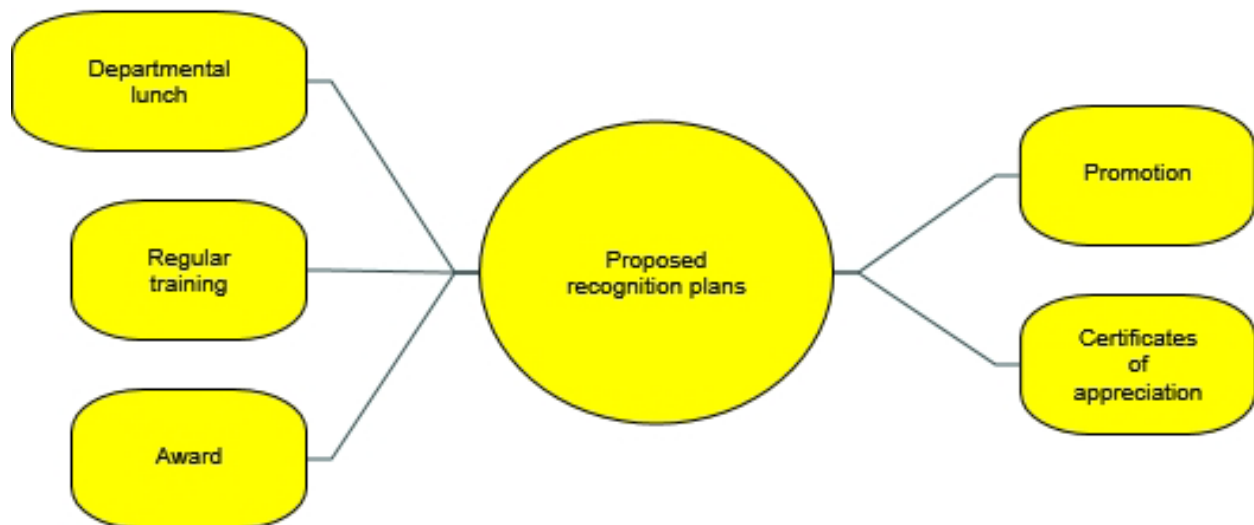 Departmental
lunch
Regular
training
Award
Proposed
recognition plans
Promotion
Certificates
of
appreciation